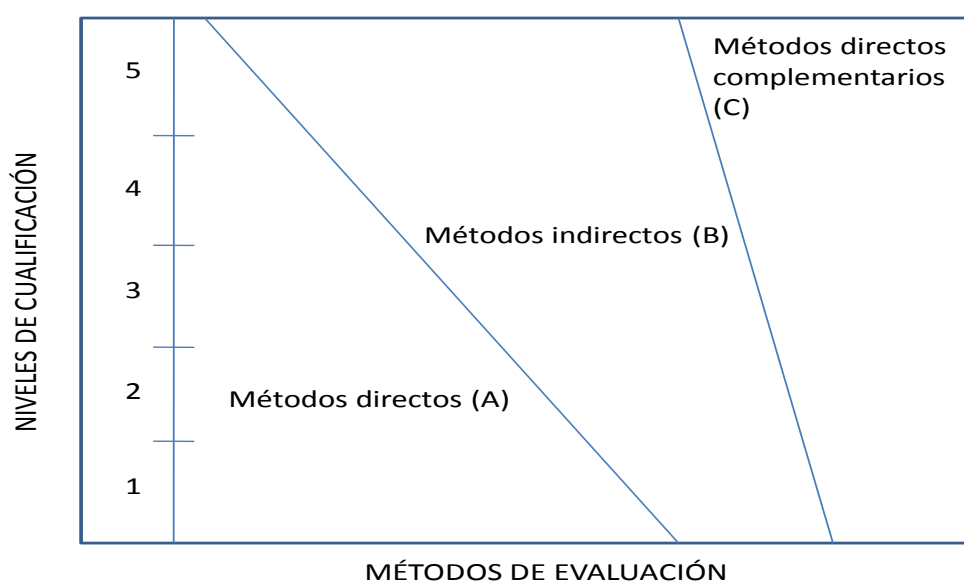 NIVELES DE CUALIFICACIÓN
5
4
3
2
1
Métodos directos
complementarios
(C)
Métodos indirectos (B)
Métodos directos (A)
MÉTODOS DE EVALUACIÓN